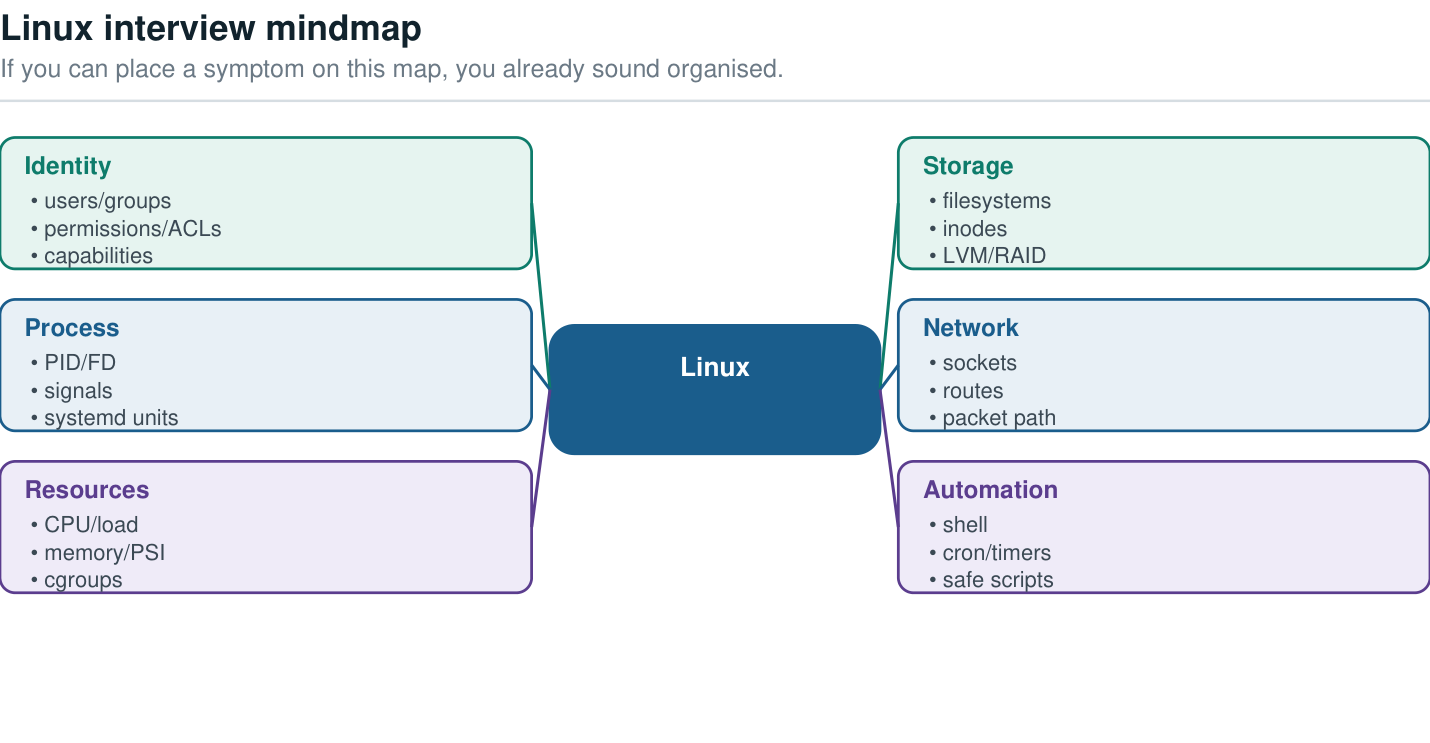 Linux interview mindmap
If you can place a symptom on this map, you already sound organised.
Identity
• users/groups
• permissions/ACLs
• capabilities
Process
• PID/FD
• signals
• systemd units
Resources
• CPU/load
• memory/PSI
• cgroups
Linux
Storage
• filesystems
• inodes
• LVM/RAID
Network
• sockets
• routes
• packet path
Automation
• shell
• cron/timers
• safe scripts